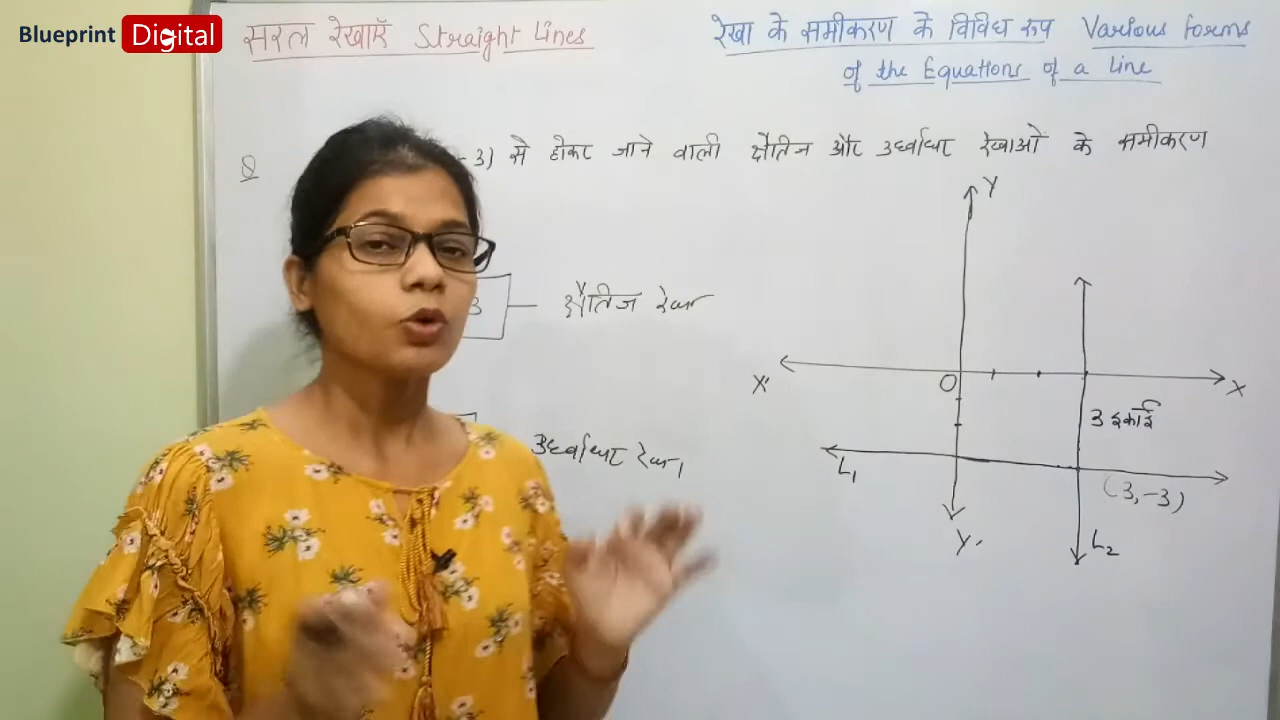 Blueprint Digital
सरल रेखाएँ Straight Lines
रेखा के समीकरण के विविध रूप Various forms
of the Equations of a Line
Q -3) से होकर जाने वाली क्षैतिज और उर्ध्वाधर रेखाओं के समीकरण
3 क्षैतिज रेखा
उर्ध्वाधर रेखा
Y
X'
O
X
3 इकाई
L₁
(3,-3)
Y'
L₂